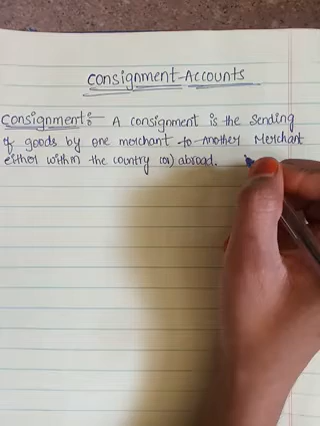 Consignment-Accounts
Consignment:- A consignment is the sending
of goods by one merchant to Another Merchant
either within the country (or) abroad.